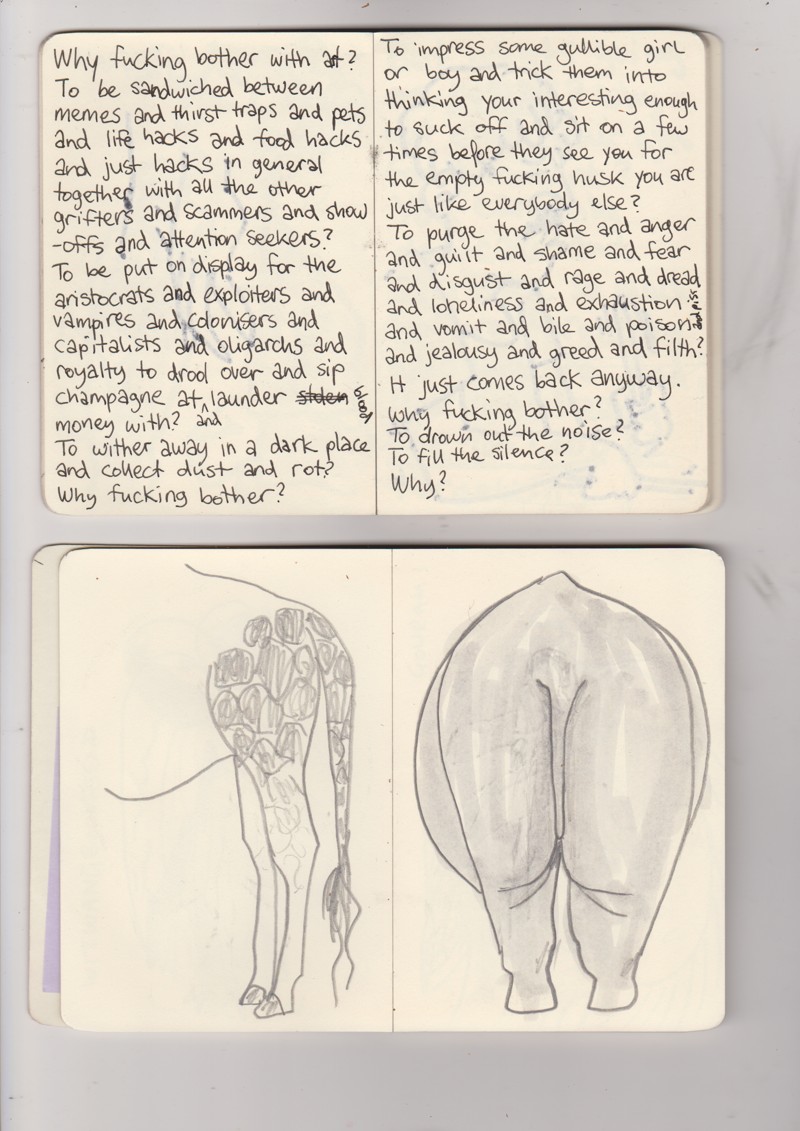 Why fucking bother with art?
To be sandwiched between
memes and thirst traps and pets
and life hacks and food hacks
and just hacks in general
together with all the other
grifters and scammers and show
-offs and attention seekers?
To be put on display for the
aristocrats and exploiters and
vampires and colonisers and
capitalists and oligarchs and
royalty to drool over and sip
champagne at, and launder stolen bloody
money with?
To wither away in a dark place
and collect dust and rot?
Why fucking bother?
To impress some gullible girl
or boy and trick them into
thinking your interesting enough
to suck off and sit on a few
times before they see you for
the empty fucking husk you are
just like everybody else?
To purge the hate and anger
and guilt and shame and fear
and disgust and rage and dread
and loneliness and exhaustion
and vomit and bile and poison
and jealousy and greed and filth?
It just comes back anyway.
Why fucking bother?
To drown out the noise?
To fill the silence?
Why?